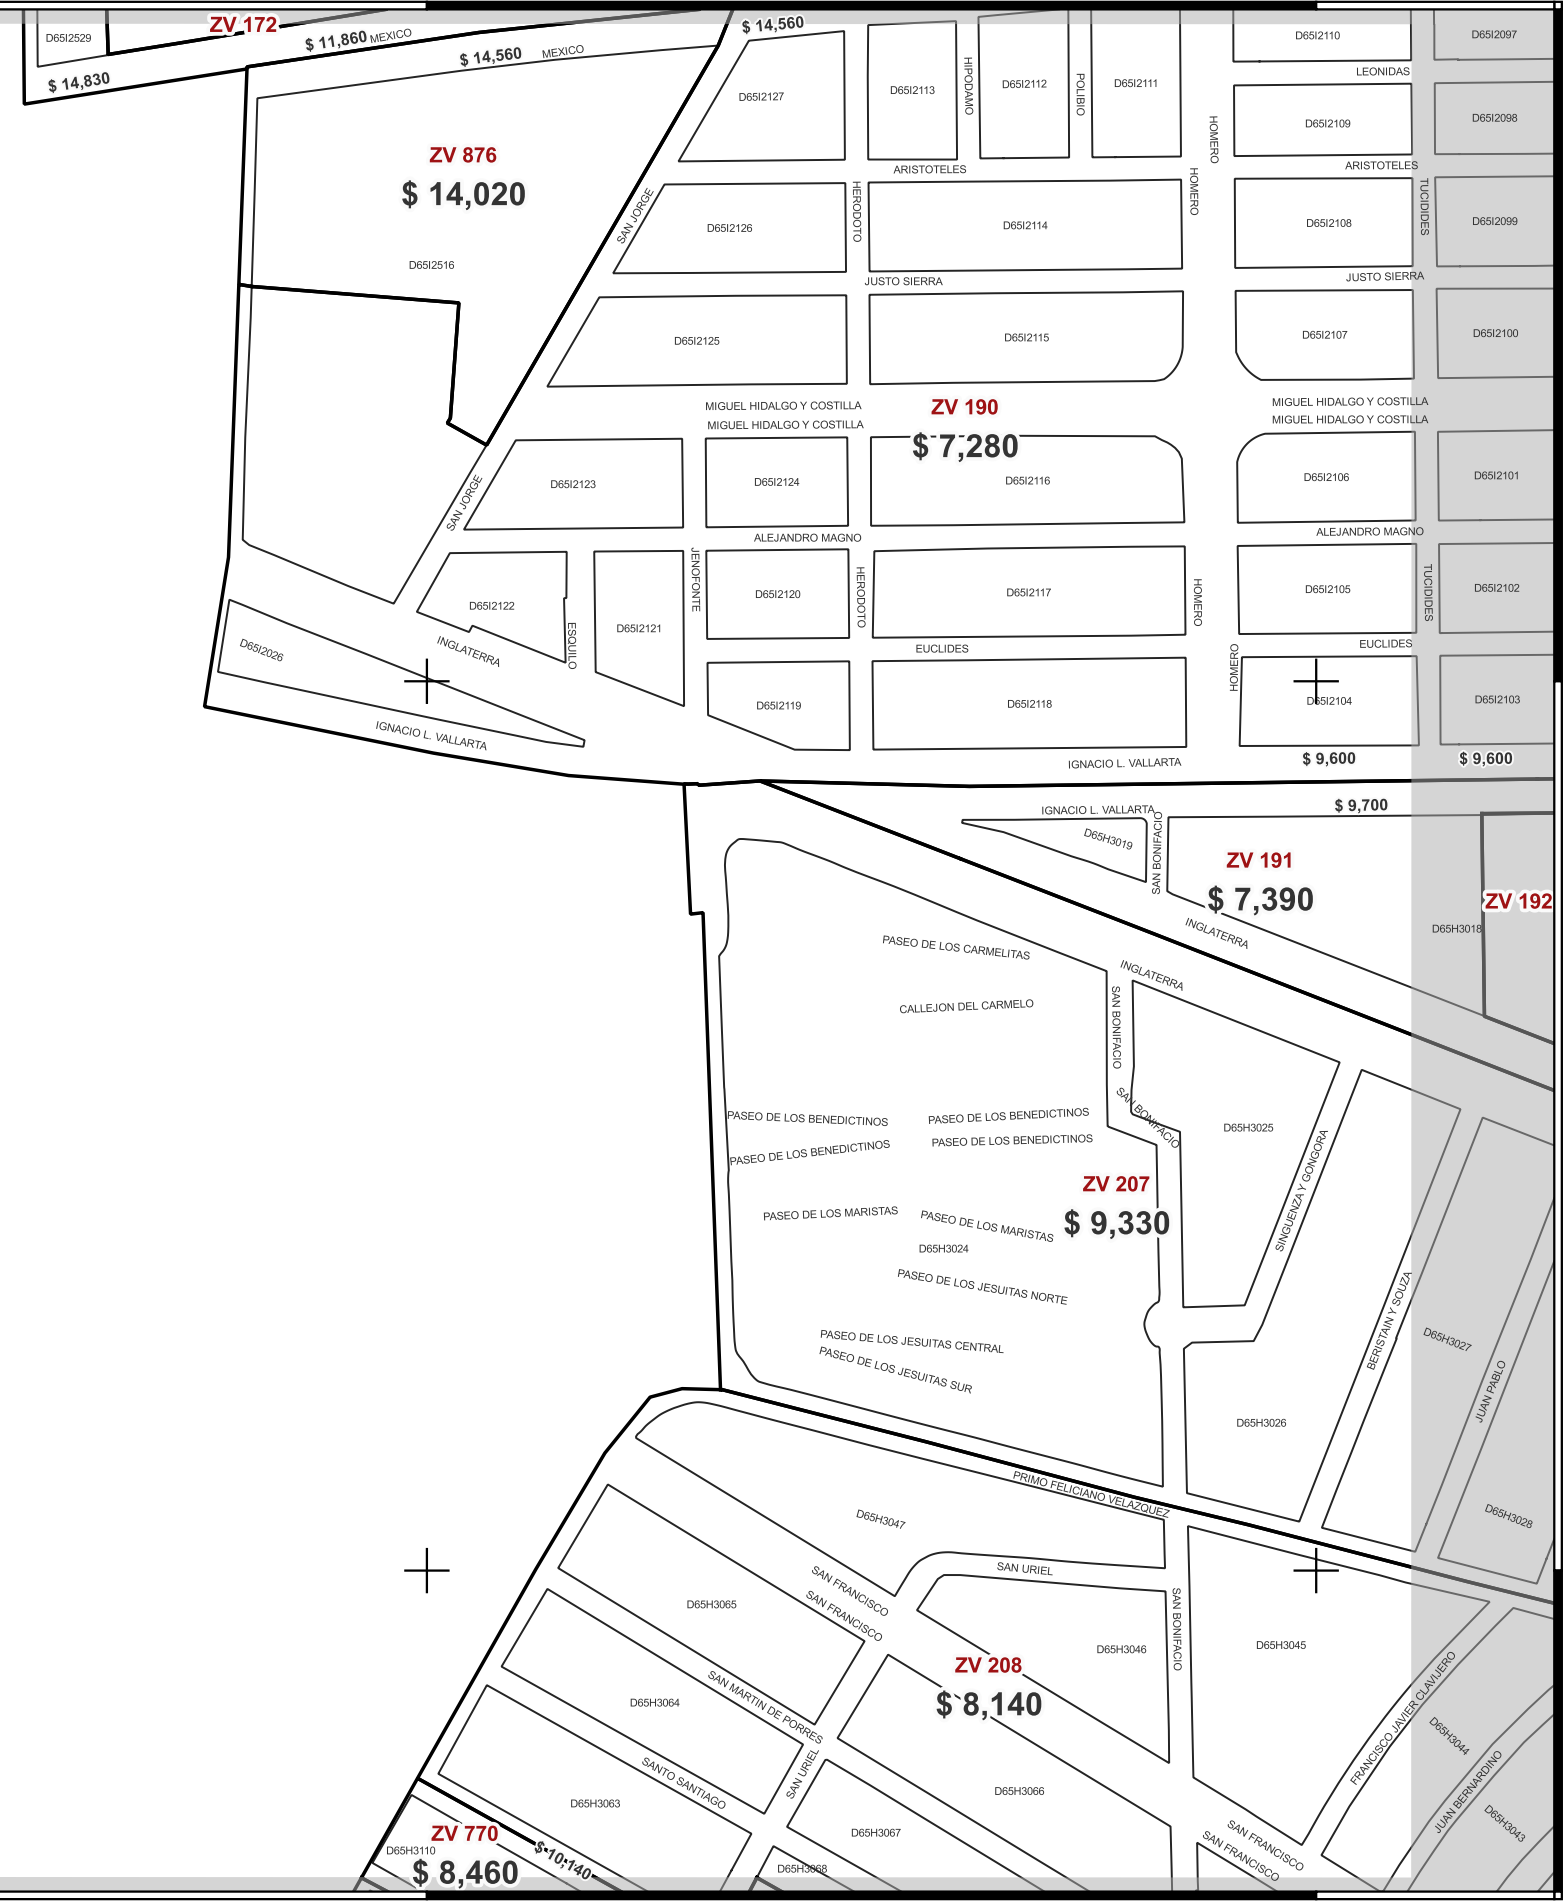 ZV 172
D65I2529
$ 11,860
MEXICO
$ 14,560
MEXICO
$ 14,560
$ 14,830
D65I2110
D65I2097
LEONIDAS
D65I2127
D65I2113
HIPODAMO
D65I2112
POLIBIO
D65I2111
HOMERO
D65I2109
D65I2098
ZV 876
$ 14,020
ARISTOTELES
ARISTOTELES
HOMERO
TUCIDIDES
SAN JORGE
D65I2126
HERODOTO
D65I2114
D65I2108
D65I2099
D65I2516
JUSTO SIERRA
JUSTO SIERRA
D65I2125
D65I2115
D65I2107
D65I2100
MIGUEL HIDALGO Y COSTILLA
MIGUEL HIDALGO Y COSTILLA
ZV 190
$ 7,280
MIGUEL HIDALGO Y COSTILLA
MIGUEL HIDALGO Y COSTILLA
SAN JORGE
D65I2123
D65I2124
D65I2116
D65I2106
D65I2101
ALEJANDRO MAGNO
ALEJANDRO MAGNO
D65I2122
ESQUILO
D65I2121
JENOFONTE
D65I2120
HERODOTO
D65I2117
HOMERO
D65I2105
TUCIDIDES
D65I2102
D65I2026
INGLATERRA
EUCLIDES
EUCLIDES
HOMERO
D65I2119
D65I2118
D65I2104
D65I2103
IGNACIO L. VALLARTA
IGNACIO L. VALLARTA
$ 9,600
$ 9,600
IGNACIO L. VALLARTA
$ 9,700
D65H3019
SAN BONIFACIO
ZV 191
$ 7,390
ZV 192
D65H3018
INGLATERRA
PASEO DE LOS CARMELITAS
INGLATERRA
CALLEJON DEL CARMELO
SAN BONIFACIO
SAN BONIFACIO
D65H3025
PASEO DE LOS BENEDICTINOS
PASEO DE LOS BENEDICTINOS
PASEO DE LOS BENEDICTINOS
PASEO DE LOS BENEDICTINOS
ZV 207
$ 9,330
SINGUENZA Y GONGORA
PASEO DE LOS MARISTAS
PASEO DE LOS MARISTAS
D65H3024
PASEO DE LOS JESUITAS NORTE
PASEO DE LOS JESUITAS CENTRAL
PASEO DE LOS JESUITAS SUR
BERISTAIN Y SOUZA
D65H3027
JUAN PABLO
D65H3026
PRIMO FELICIANO VELAZQUEZ
D65H3028
D65H3047
SAN URIEL
SAN FRANCISCO
SAN FRANCISCO
D65H3065
SAN BONIFACIO
D65H3046
D65H3045
ZV 208
$ 8,140
FRANCISCO JAVIER CLAVIJERO
D65H3064
SAN MARTIN DE PORRES
D65H3044
SAN URIEL
SANTO SANTIAGO
D65H3066
JUAN BERNARDINO
D65H3063
D65H3067
SAN FRANCISCO
SAN FRANCISCO
D65H3043
ZV 770
$ 8,460
D65H3110
$ 10,140
D65H3068